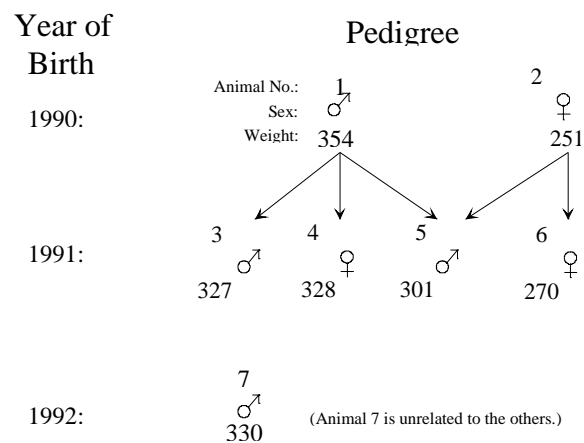 Year of
Birth
Pedigree
Animal No.: 1 2
Sex: ♂ ♀
1990:
Weight: 354 251
3 4 5 6
1991:
♂ ♀ ♂ ♀
327 328 301 270
7
♂
1992: (Animal 7 is unrelated to the others.)
330